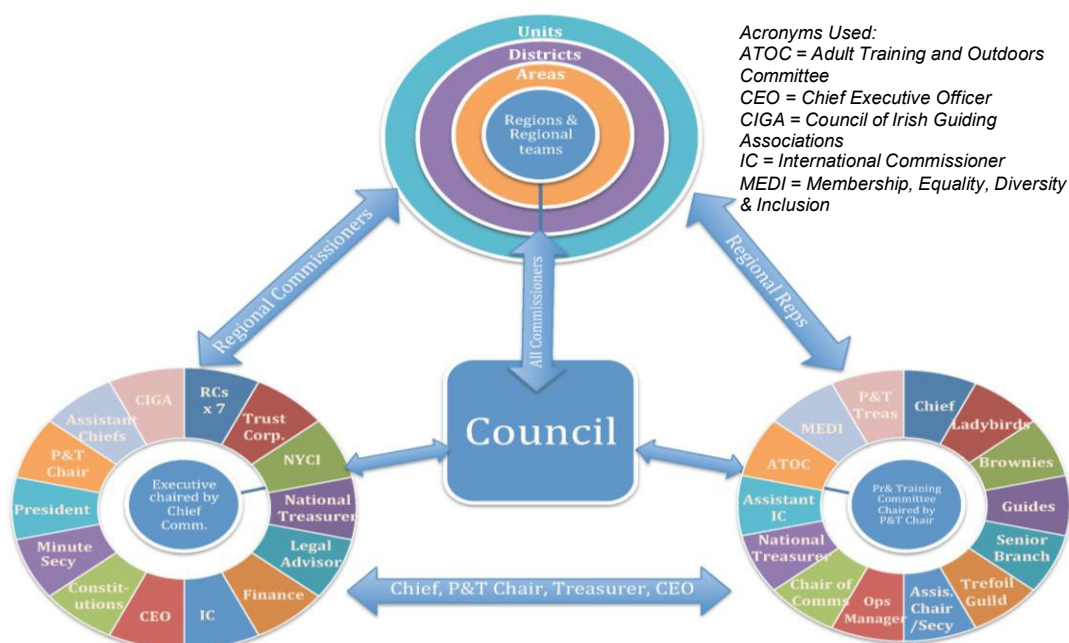 Units
Districts
Areas
Regions &
Regional
teams
Acronyms Used:
ATOC = Adult Training and Outdoors
Committee
CEO = Chief Executive Officer
CIGA = Council of Irish Guiding
Associations
IC = International Commissioner
MEDI = Membership, Equality, Diversity
& Inclusion
Regional Commissioners
All Commissioners
Regional Reps
Council
CIGA
RCs
x 7
Trust
Corp.
NYCI
National
Treasurer
Legal
Advisor
Finance
IC
CEO
Constit-
utions
Minute
Secy
President
P&T
Chair
Assistant
Chiefs
Executive
chaired by
Chief
Comm.
Chief, P&T Chair, Treasurer, CEO
P&T
Treas
Chief
Ladybirds
Brownies
Guides
Senior
Branch
Trefoil
Guild
Assis.
Chair
/Secy
Ops
Manager
Chair of
Comms
National
Treasurer
Assistant
IC
ATOC
MEDI
Pr& Training
Committee
Chaired by
P&T Chair